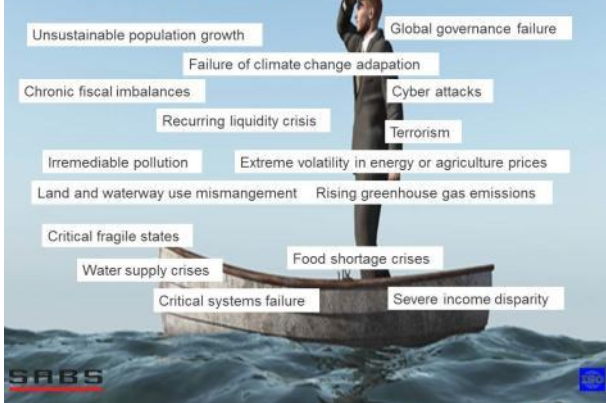 Unsustainable population growth
Global governance failure
Failure of climate change adapation
Chronic fiscal imbalances
Cyber attacks
Recurring liquidity crisis
Terrorism
Irremediable pollution
Extreme volatility in energy or agriculture prices
Land and waterway use mismangement
Rising greenhouse gas emissions
Critical fragile states
Food shortage crises
Water supply crises
Critical systems failure
Severe income disparity
SABS
ISO